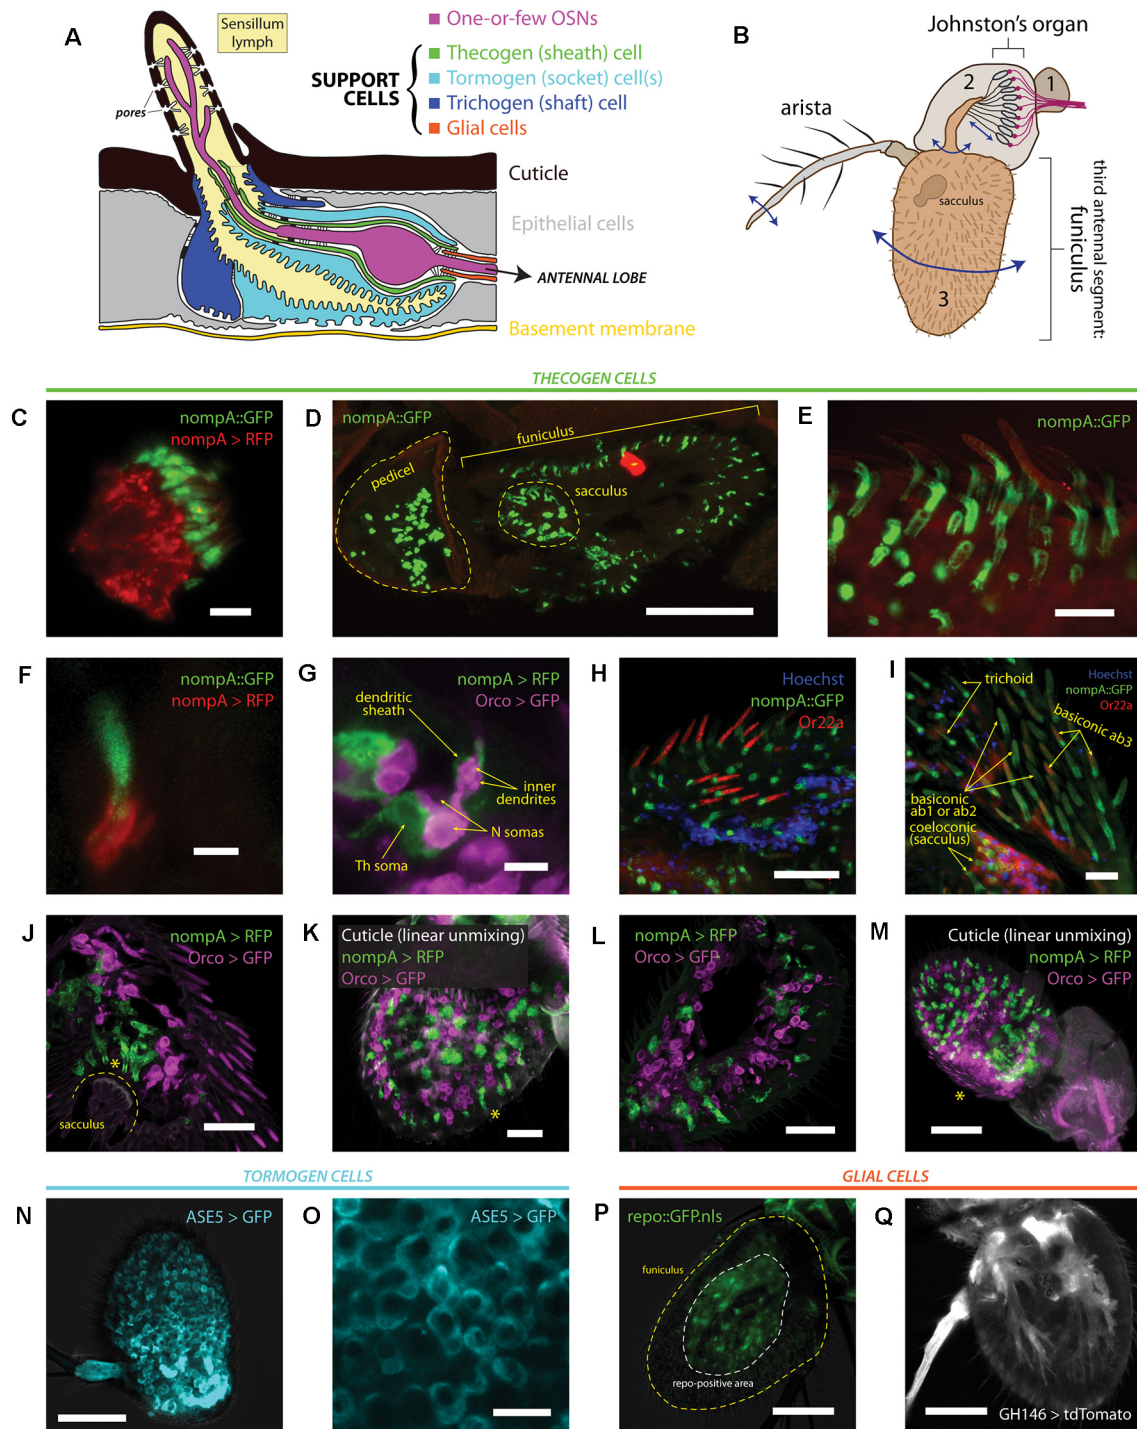 A
Sensillum
lymph
pores
One-or-few OSNs
SUPPORT
CELLS
Thecogen (sheath) cell
Tormogen (socket) cell(s)
Trichogen (shaft) cell
Glial cells
Cuticle
Epithelial cells
ANTENNAL LOBE
Basement membrane
B
Johnston's organ
2
1
arista
sacculus
3
third antennal segment:
funiculus
THECOGEN CELLS
C
nompA::GFP
nompA > RFP
D
nompA::GFP
funiculus
pedicel
sacculus
E
nompA::GFP
F
nompA::GFP
nompA > RFP
G
nompA > RFP
Orco > GFP
dendritic
sheath
inner
dendrites
N somas
Th soma
H
Hoechst
nompA::GFP
Or22a
I
Hoechst
nompA::GFP
Or22a
trichoid
basiconic ab3
basiconic
ab1 or ab2
coeloconic
(sacculus)
J
nompA > RFP
Orco > GFP
*
sacculus
K
Cuticle (linear unmixing)
nompA > RFP
Orco > GFP
*
L
nompA > RFP
Orco > GFP
M
Cuticle (linear unmixing)
nompA > RFP
Orco > GFP
*
TORMOGEN CELLS
N
ASE5 > GFP
O
ASE5 > GFP
GLIAL CELLS
P
repo::GFP.nls
funiculus
repo-positive area
Q
GH146 > tdTomato